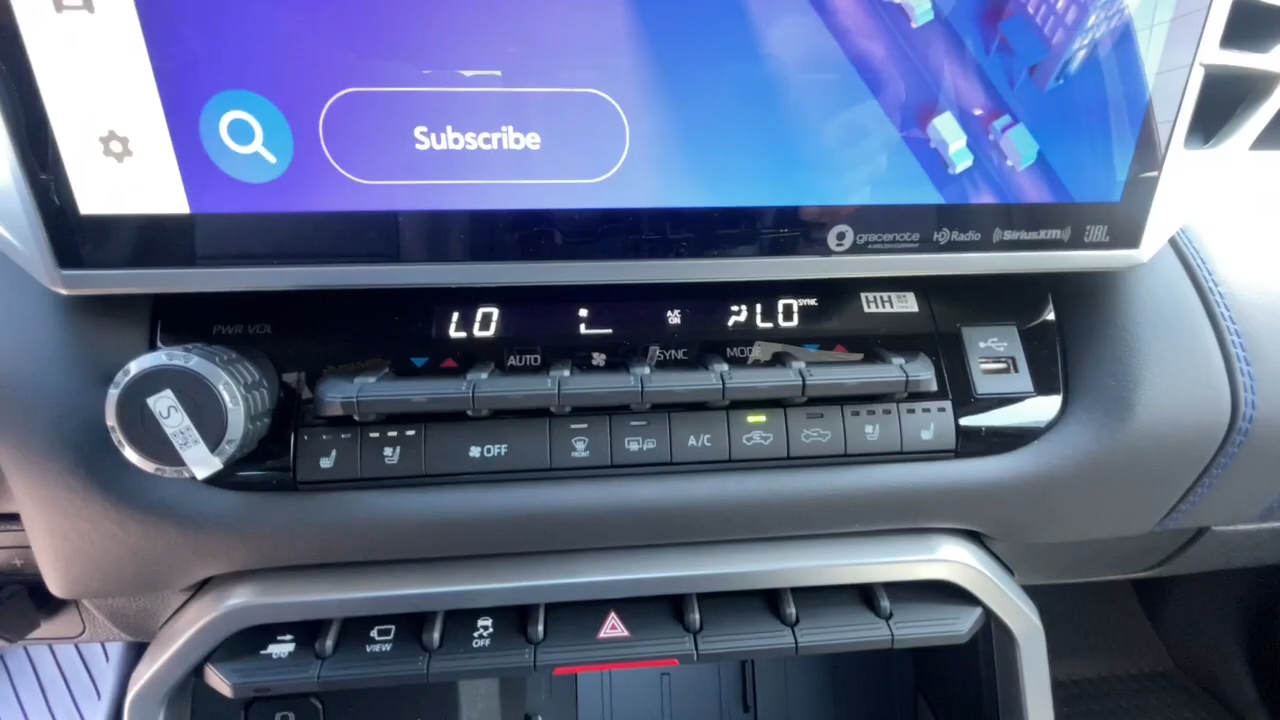 Subscribe
gracenote
HD Radio
SiriusXM
JBL
PWR VOL
LO
A/C
ON
LO
SYNC
HH
AUTO
SYNC
MODE
S
OFF
FRONT
A/C
VIEW
OFF